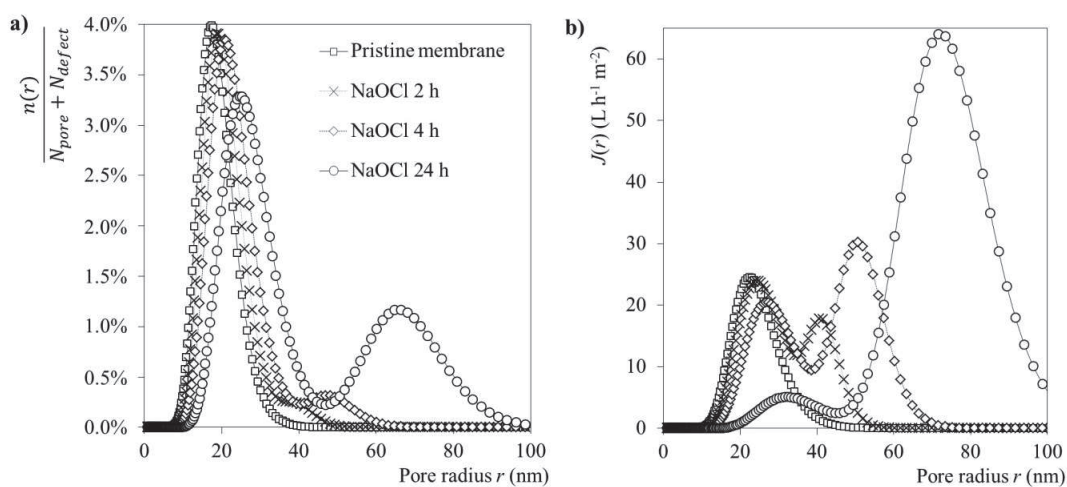 a)
n(r)
N_pore + N_defect
4.0%
3.5%
3.0%
2.5%
2.0%
1.5%
1.0%
0.5%
0.0%
Pristine membrane
NaOCl 2 h
NaOCl 4 h
NaOCl 24 h
0 20 40 60 80 100
Pore radius r (nm)
b)
J(r) (L h⁻¹ m⁻²)
60
50
40
30
20
10
0
0 20 40 60 80 100
Pore radius r (nm)